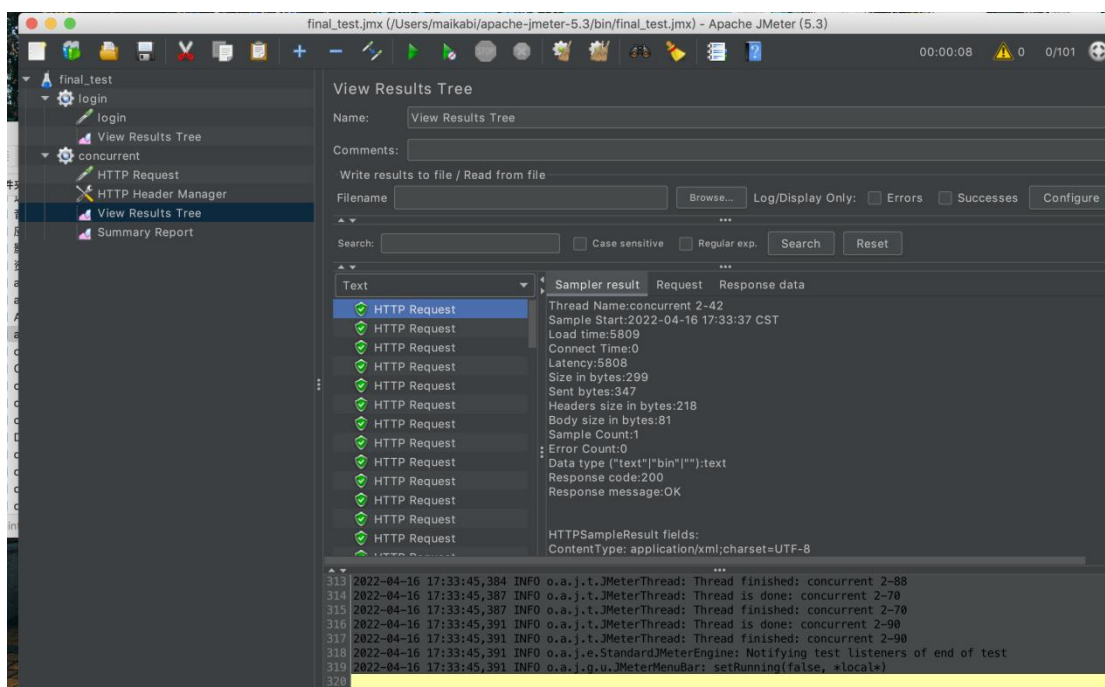 final_test.jmx (/Users/maikabi/apache-jmeter-5.3/bin/final_test.jmx) - Apache JMeter (5.3)
00:00:08 0 0/101
final_test
login
login
View Results Tree
concurrent
HTTP Request
HTTP Header Manager
View Results Tree
Summary Report
View Results Tree
Name: View Results Tree
Comments:
Write results to file / Read from file
Filename Browse... Log/Display Only: Errors Successes Configure
Search: Case sensitive Regular exp. Search Reset
Text
HTTP Request
HTTP Request
HTTP Request
HTTP Request
HTTP Request
HTTP Request
HTTP Request
HTTP Request
HTTP Request
HTTP Request
HTTP Request
HTTP Request
HTTP Request
Sampler result Request Response data
Thread Name:concurrent 2-42
Sample Start:2022-04-16 17:33:37 CST
Load time:5809
Connect Time:0
Latency:5808
Size in bytes:299
Sent bytes:347
Headers size in bytes:218
Body size in bytes:81
Sample Count:1
Error Count:0
Data type ("text"|"bin"|""):text
Response code:200
Response message:OK
HTTPSampleResult fields:
ContentType: application/xml;charset=UTF-8
313 2022-04-16 17:33:45,384 INFO o.a.j.t.JMeterThread: Thread finished: concurrent 2-88
314 2022-04-16 17:33:45,387 INFO o.a.j.t.JMeterThread: Thread is done: concurrent 2-70
315 2022-04-16 17:33:45,387 INFO o.a.j.t.JMeterThread: Thread finished: concurrent 2-70
316 2022-04-16 17:33:45,391 INFO o.a.j.t.JMeterThread: Thread is done: concurrent 2-90
317 2022-04-16 17:33:45,391 INFO o.a.j.t.JMeterThread: Thread finished: concurrent 2-90
318 2022-04-16 17:33:45,391 INFO o.a.j.e.StandardJMeterEngine: Notifying test listeners of end of test
319 2022-04-16 17:33:45,391 INFO o.a.j.g.u.JMeterMenuBar: setRunning(false, *local*)
320